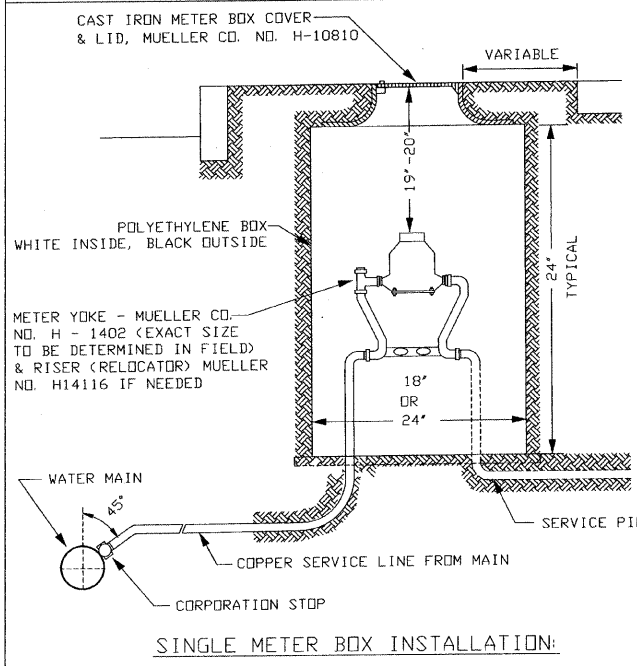 CAST IRON METER BOX COVER
& LID, MUELLER CO. NO. H-10810
VARIABLE
19"-20"
POLYETHYLENE BOX
WHITE INSIDE, BLACK OUTSIDE
24"
TYPICAL
METER YOKE - MUELLER CO.
NO. H - 1402 (EXACT SIZE
TO BE DETERMINED IN FIELD)
& RISER (RELOCATOR) MUELLER
NO. H14116 IF NEEDED
18"
OR
24"
WATER MAIN
45°
SERVICE PI
COPPER SERVICE LINE FROM MAIN
CORPORATION STOP
SINGLE METER BOX INSTALLATION: